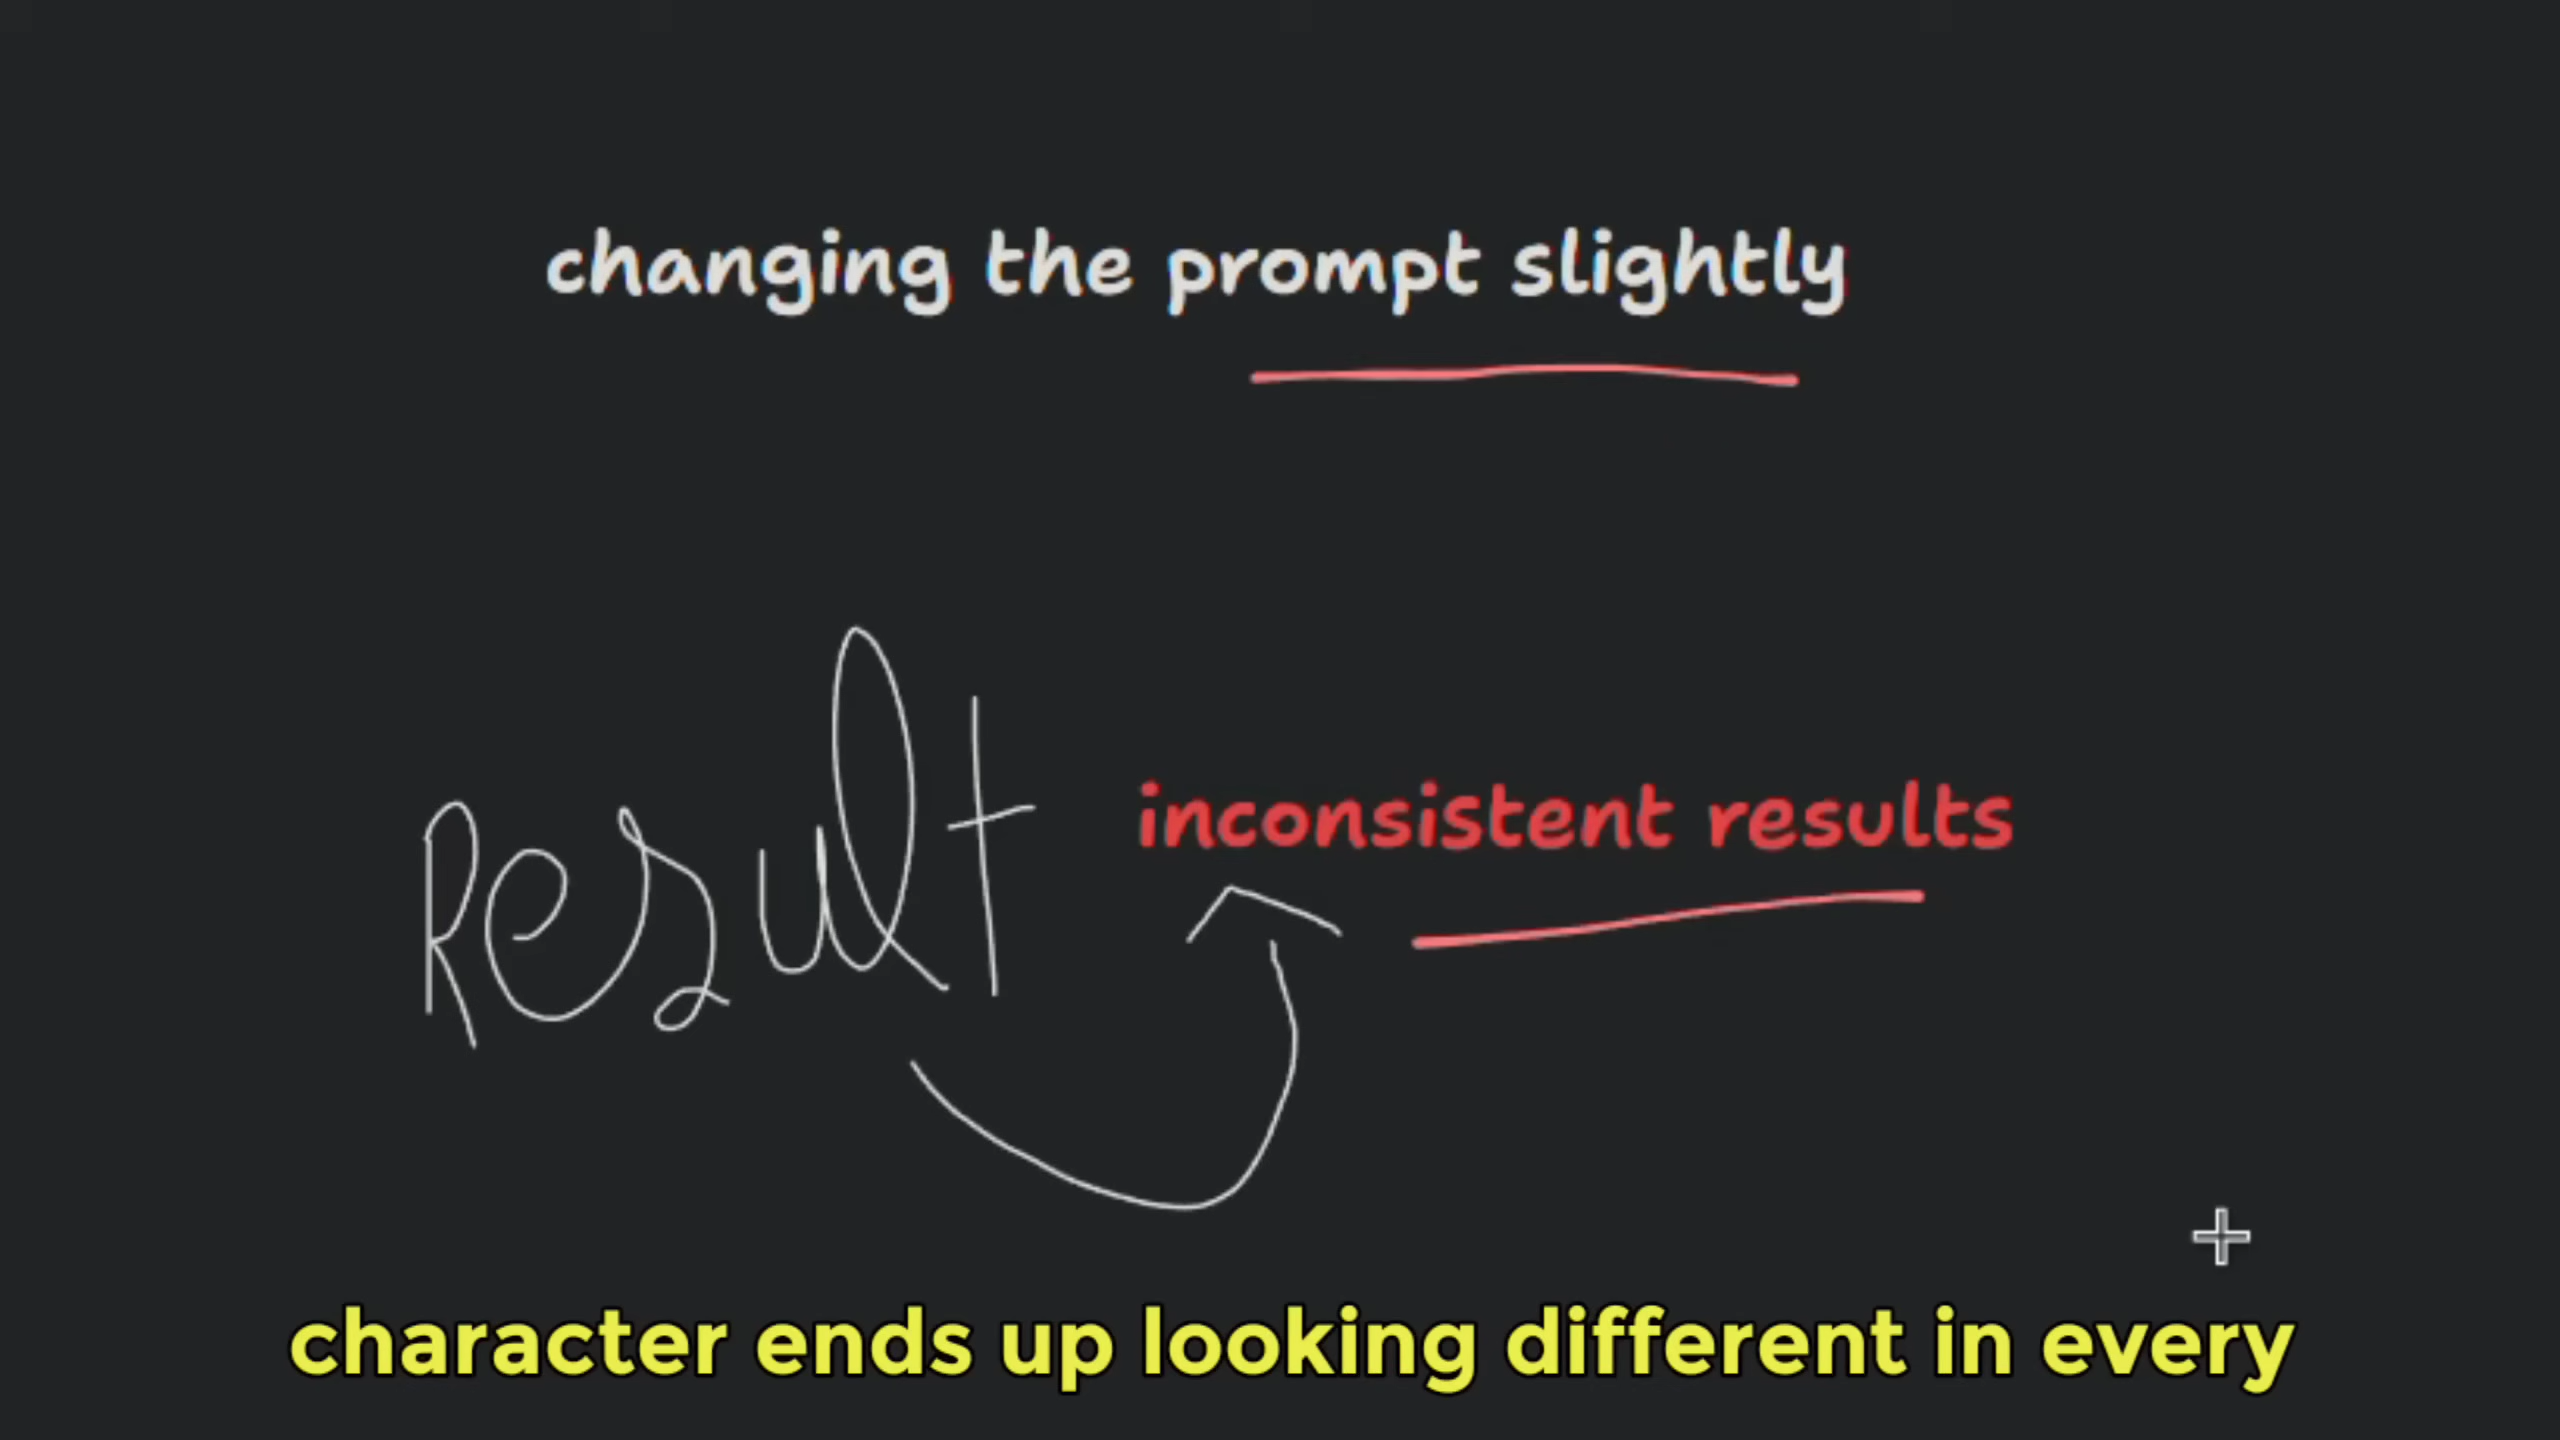 changing the prompt slightly
Result
inconsistent results
character ends up looking different in every